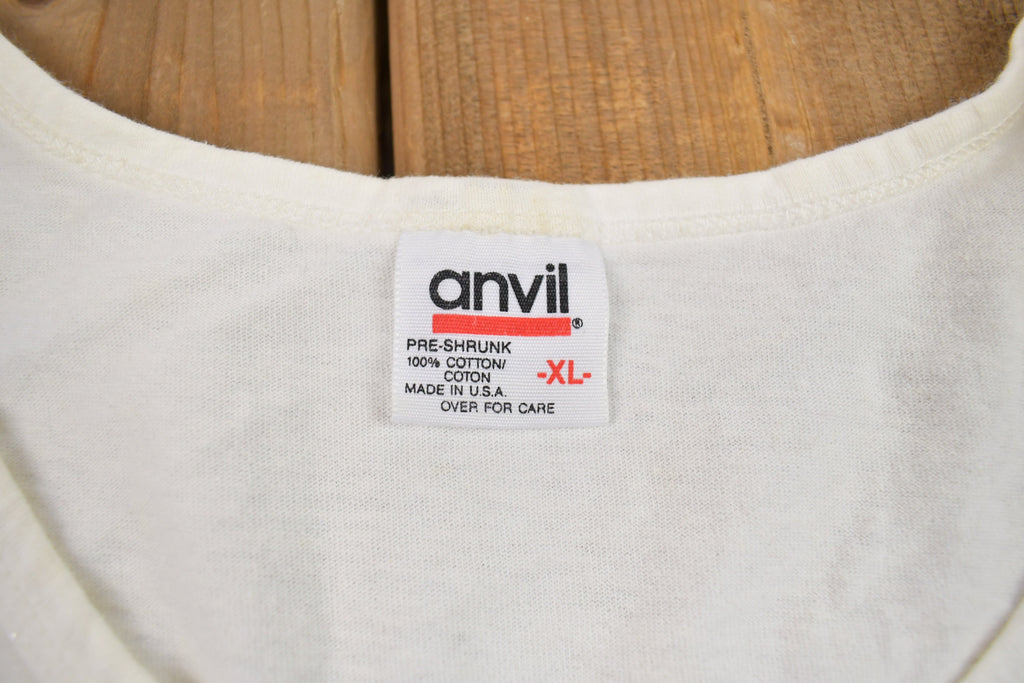 anvil®
PRE-SHRUNK
100% COTTON/
COTON
-XL-
MADE IN U.S.A.
OVER FOR CARE